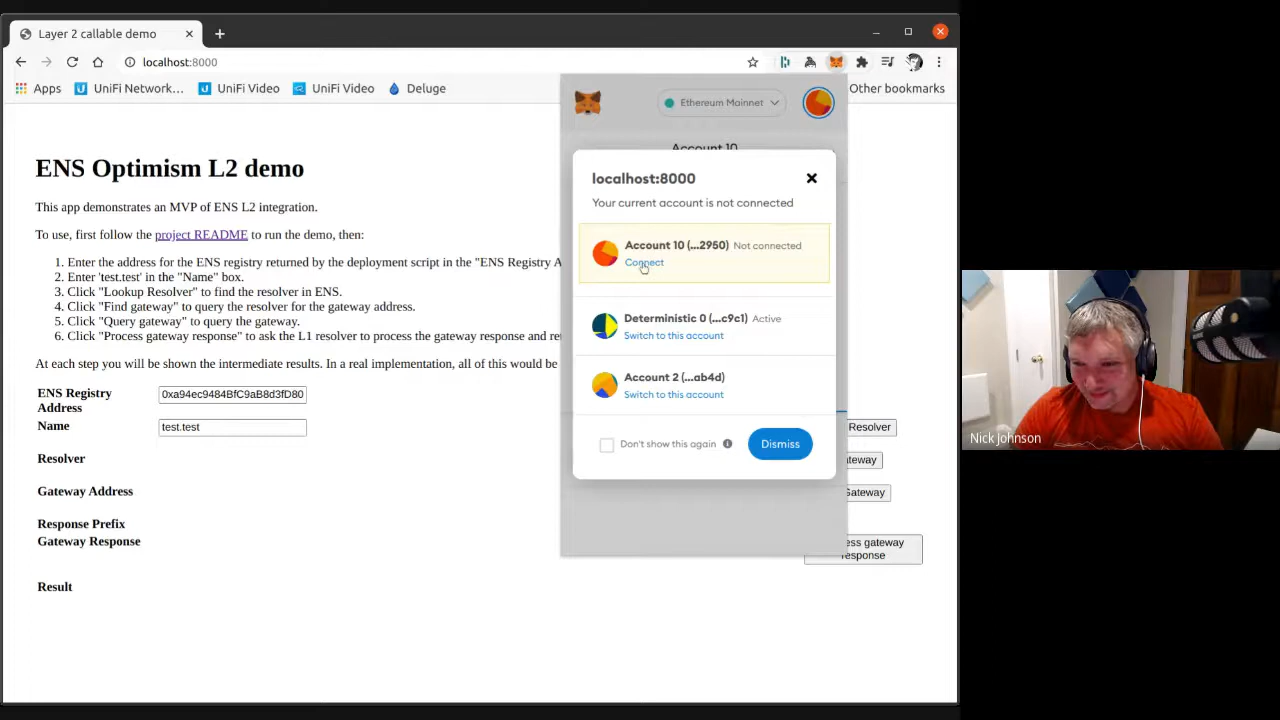 Layer 2 callable demo
localhost:8000
Apps
UniFi Network…
UniFi Video
UniFi Video
Deluge
Other bookmarks
ENS Optimism L2 demo
This app demonstrates an MVP of ENS L2 integration.
To use, first follow the project README to run the demo, then:
1. Enter the address for the ENS registry returned by the deployment script in the "ENS Registry A
2. Enter 'test.test' in the "Name" box.
3. Click "Lookup Resolver" to find the resolver in ENS.
4. Click "Find gateway" to query the resolver for the gateway address.
5. Click "Query gateway" to query the gateway.
6. Click "Process gateway response" to ask the L1 resolver to process the gateway response and ret
At each step you will be shown the intermediate results. In a real implementation, all of this would be
ENS Registry
Address
0xa94ec9484BfC9aB8d3fD80
Name
test.test
Resolver
Resolver
Gateway Address
ateway
Gateway
Response Prefix
Gateway Response
ess gateway
response
Result
Ethereum Mainnet
Account 10
localhost:8000
Your current account is not connected
Account 10 (...2950) Not connected
Connect
Deterministic 0 (...c9c1) Active
Switch to this account
Account 2 (...ab4d)
Switch to this account
Don't show this again
Dismiss
Nick Johnson